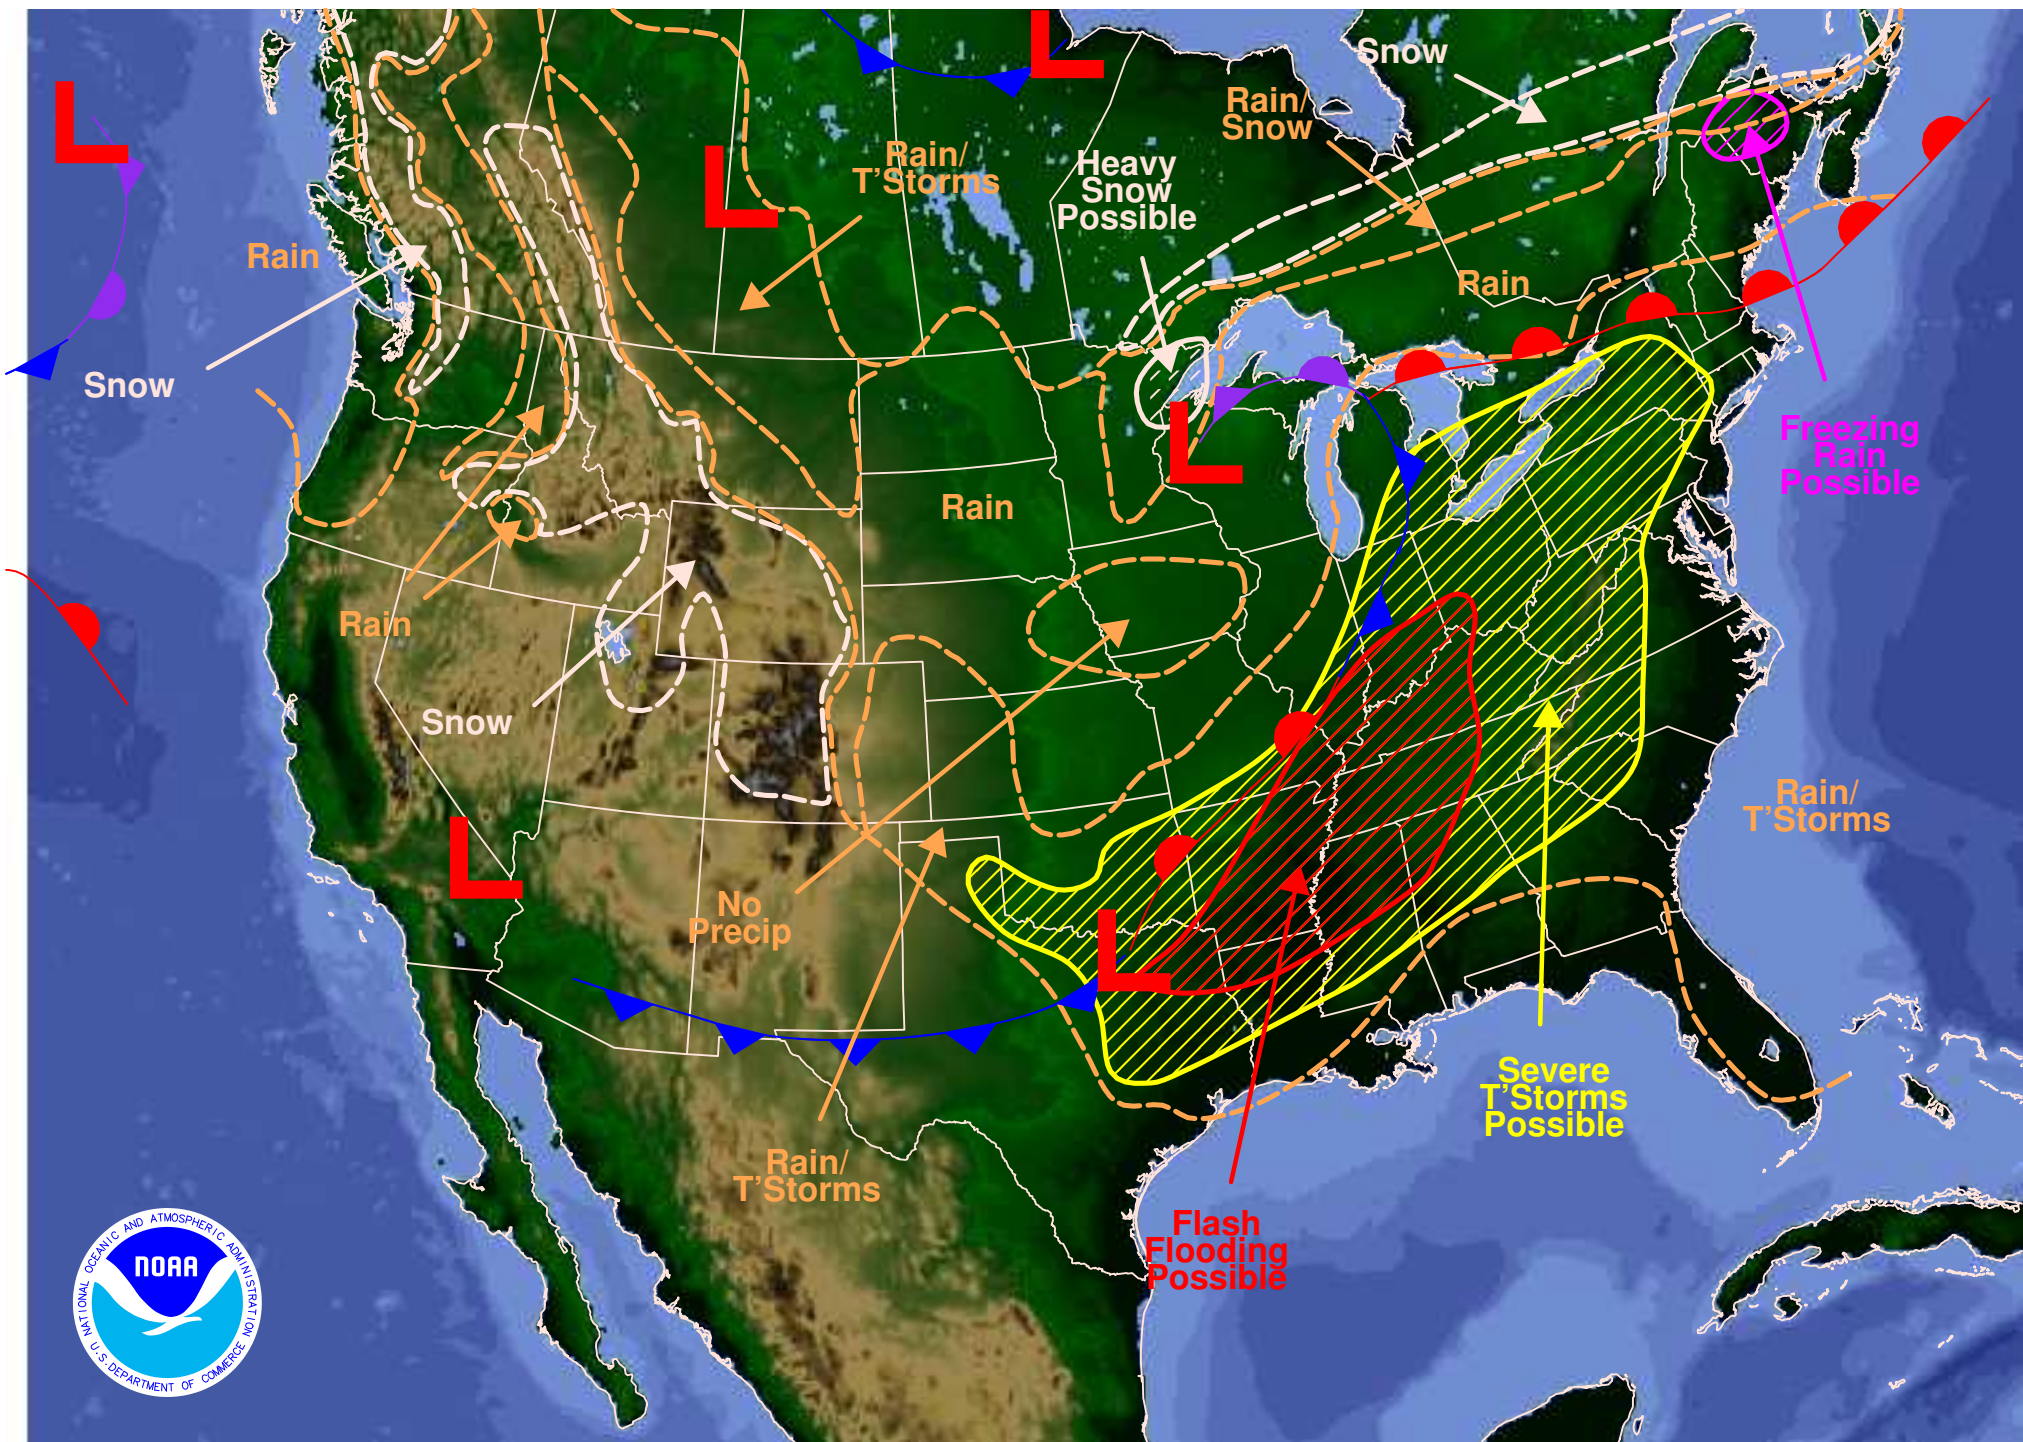 Snow
Rain/
Snow
Rain/
T'Storms
Heavy
Snow
Possible
Rain
Rain
Snow
Freezing
Rain
Possible
Rain
Rain
Snow
Rain/
T'Storms
No
Precip
Severe
T'Storms
Possible
Rain/
T'Storms
Flash
Flooding
Possible
L
L
L
L
L
L
NATIONAL OCEANIC AND ATMOSPHERIC ADMINISTRATION
NOAA
U.S. DEPARTMENT OF COMMERCE